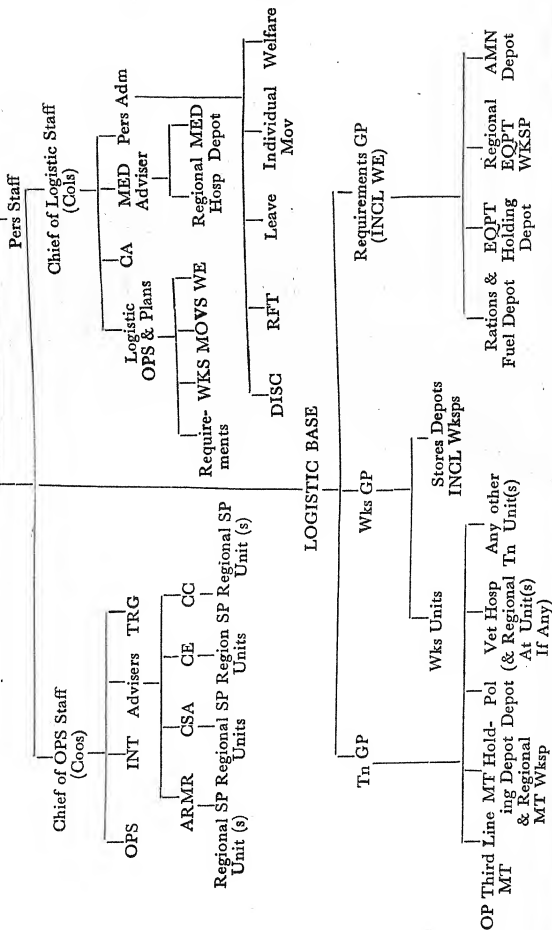 Pers Staff
Chief of OPS Staff
(Coos)
Chief of Logistic Staff
(Cols)
OPS
INT
Advisers
TRG
Logistic
OPS & Plans
CA
MED
Adviser
Pers Adm
ARMR
CSA
CE
CC
Regional SP
Unit (s)
Regional SP
Units
Region SP
Units
Regional SP
Unit (s)
Require-
ments
WKS
MOVS
WE
Regional MED
Hosp Depot
DISC
RFT
Leave
Individual
Mov
Welfare
LOGISTIC BASE
Tn GP
Wks GP
Requirements GP
(INCL WE)
Wks Units
Stores Depots
INCL Wksps
OP Third Line
MT
MT Hold-
ing Depot
& Regional
MT Wksp
Pol
Depot
Vet Hosp
(& Regional
At Unit(s)
If Any)
Any other
Tn Unit(s)
Rations &
Fuel Depot
EQPT
Holding
Depot
Regional
EQPT
WKSP
AMN
Depot